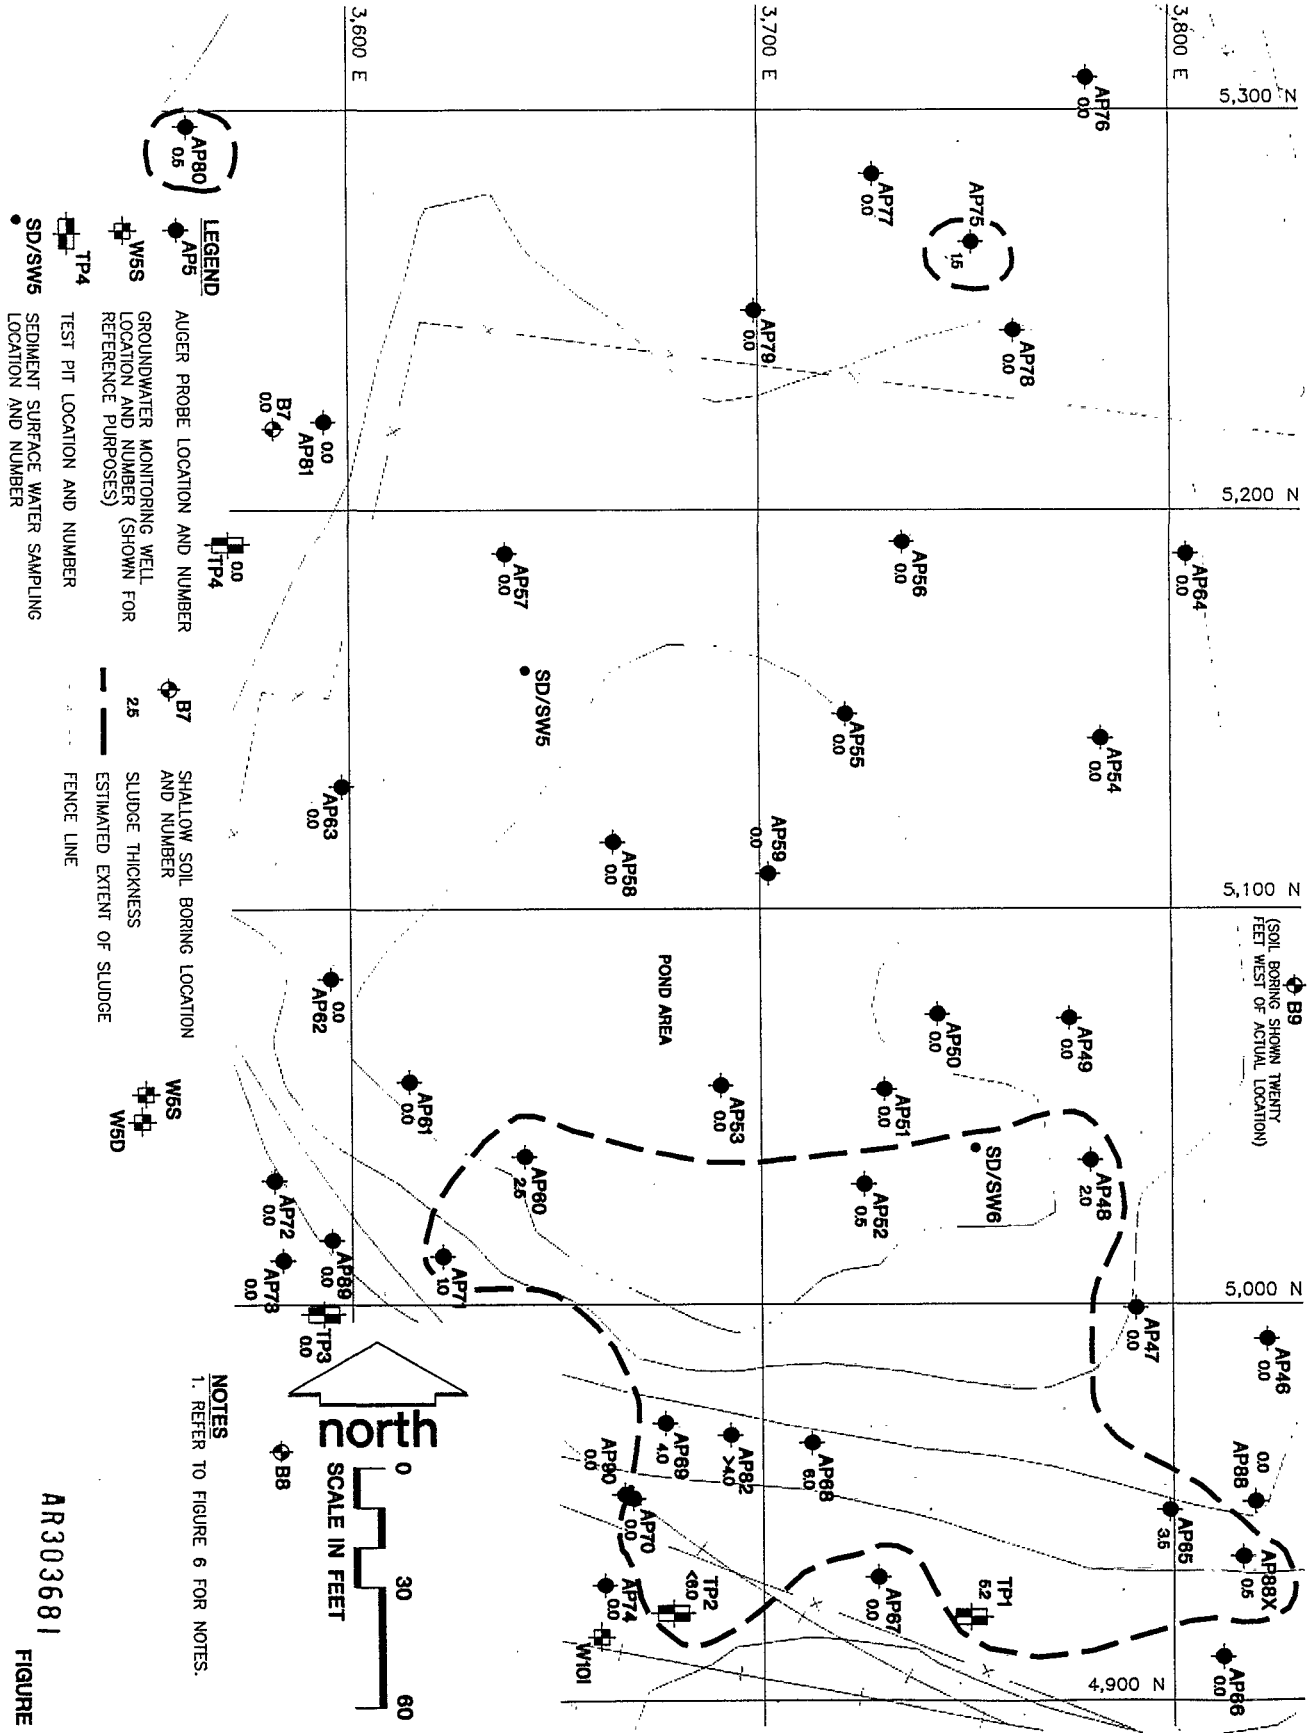 3,600 E
3,700 E
3,800 E
5,300 N
AP76
0.0
AP80
0.5
AP77
0.0
AP75
1.5
AP79
0.0
AP78
0.0
B7
0.0
0.0
AP81
5,200 N
0.0
TP4
AP57
0.0
AP56
0.0
AP64
0.0
SD/SW5
AP55
0.0
AP54
0.0
AP63
0.0
AP58
0.0
AP59
0.0
5,100 N
B9
(SOIL BORING SHOWN TWENTY
FEET WEST OF ACTUAL LOCATION)
POND AREA
0.0
AP62
AP61
0.0
AP53
0.0
AP50
0.0
AP49
0.0
AP51
0.0
W5S
W5D
AP60
2.5
AP52
0.5
SD/SW6
AP48
2.0
AP72
0.0
AP89
0.0
AP73
0.0
AP71
1.0
5,000 N
TP3
0.0
AP47
0.0
AP46
0.0
AP69
4.0
AP82
>4.0
AP68
6.0
AP90
0.0
AP70
0.0
0.0
AP88
AP65
3.5
AP88X
0.5
AP74
0.0
TP2
<6.0
AP67
0.0
TP1
5.2
W10I
AP66
0.0
4,900 N
B8
LEGEND
AP5
AUGER PROBE LOCATION AND NUMBER
W5S
GROUNDWATER MONITORING WELL
LOCATION AND NUMBER (SHOWN FOR
REFERENCE PURPOSES)
TP4
TEST PIT LOCATION AND NUMBER
SD/SW5
SEDIMENT SURFACE WATER SAMPLING
LOCATION AND NUMBER
B7
SHALLOW SOIL BORING LOCATION
AND NUMBER
2.5
SLUDGE THICKNESS
ESTIMATED EXTENT OF SLUDGE
FENCE LINE
north
0
30
60
SCALE IN FEET
NOTES
1. REFER TO FIGURE 6 FOR NOTES.
AR303681
FIGURE